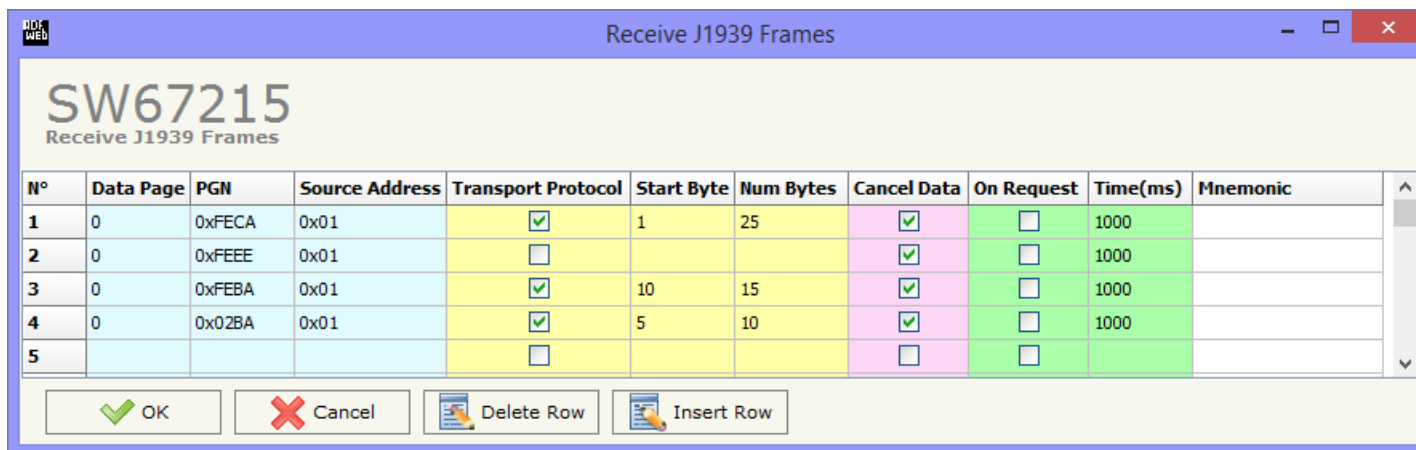 ADF
WEB
Receive J1939 Frames
SW67215
Receive J1939 Frames
N° Data Page PGN Source Address Transport Protocol Start Byte Num Bytes Cancel Data On Request Time(ms) Mnemonic
1 0 0xFECA 0x01 1 25 1000
2 0 0xFEEE 0x01 1000
3 0 0xFEBA 0x01 10 15 1000
4 0 0x02BA 0x01 5 10 1000
5
OK Cancel Delete Row Insert Row